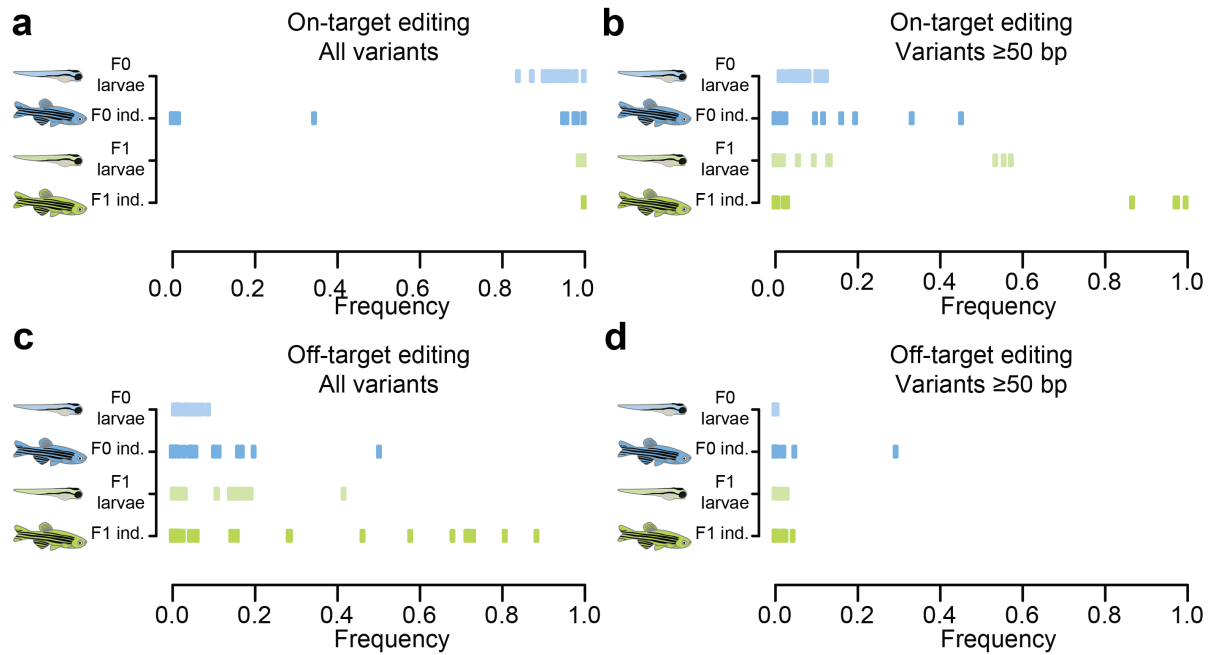 a
On-target editing
All variants
F0
larvae
F0 ind.
F1
larvae
F1 ind.
0.0 0.2 0.4 0.6 0.8 1.0
Frequency
b
On-target editing
Variants ≥50 bp
F0
larvae
F0 ind.
F1
larvae
F1 ind.
0.0 0.2 0.4 0.6 0.8 1.0
Frequency
c
Off-target editing
All variants
F0
larvae
F0 ind.
F1
larvae
F1 ind.
0.0 0.2 0.4 0.6 0.8 1.0
Frequency
d
Off-target editing
Variants ≥50 bp
F0
larvae
F0 ind.
F1
larvae
F1 ind.
0.0 0.2 0.4 0.6 0.8 1.0
Frequency